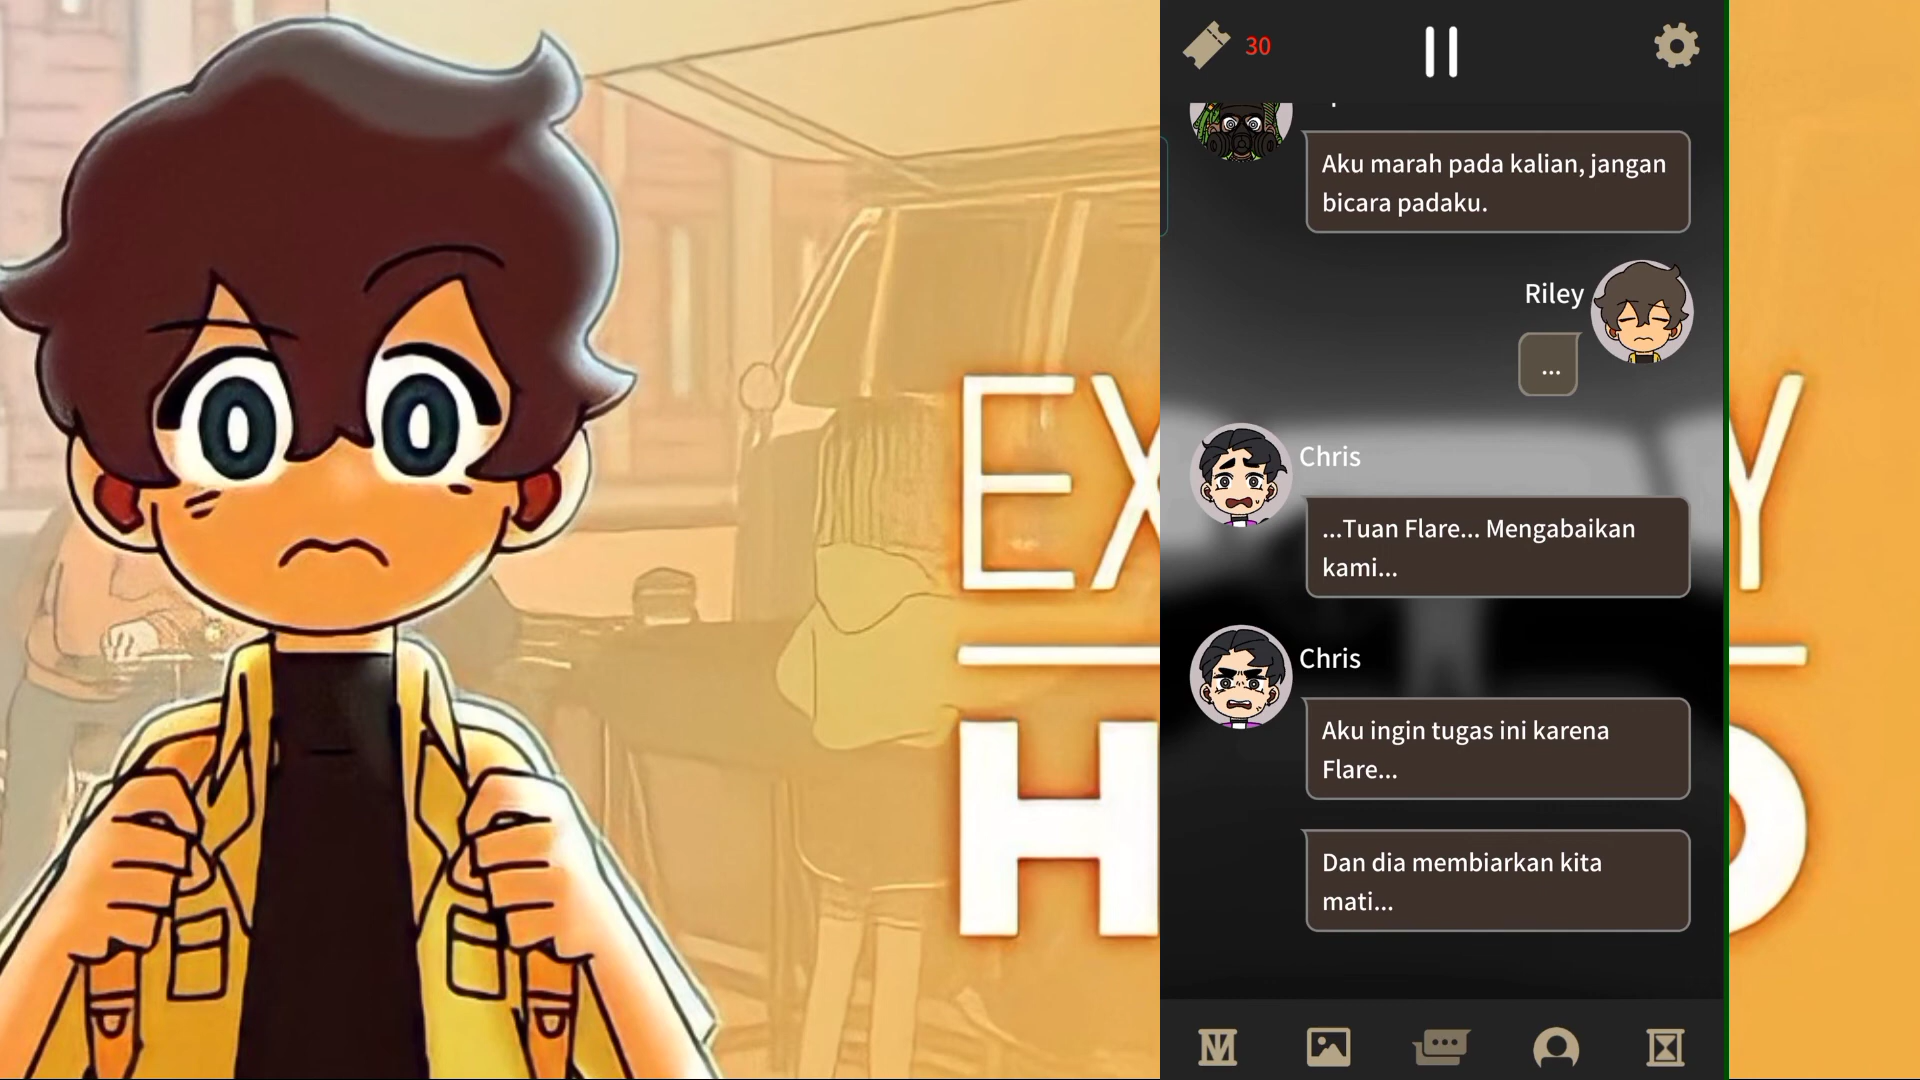 30
Aku marah pada kalian, jangan
bicara padaku.
Riley
...
Chris
...Tuan Flare... Mengabaikan
kami...
Chris
Aku ingin tugas ini karena
Flare...
Dan dia membiarkan kita
mati...